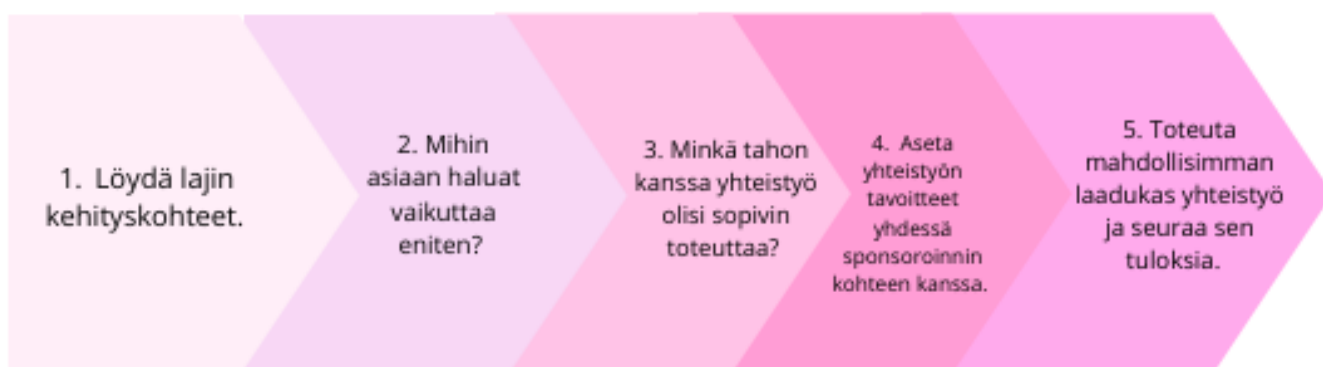 1. Löydä lajin
kehityskohteet.
2. Mihin
asiaan haluat
vaikuttaa
eniten?
3. Minkä tahon
kanssa yhteistyö
olisi sopivin
toteuttaa?
4. Aseta
yhteistyön
tavoitteet
yhdessä
sponsoroinnin
kohteen kanssa.
5. Toteuta
mahdollisimman
laadukas yhteistyö
ja seuraa sen
tuloksia.